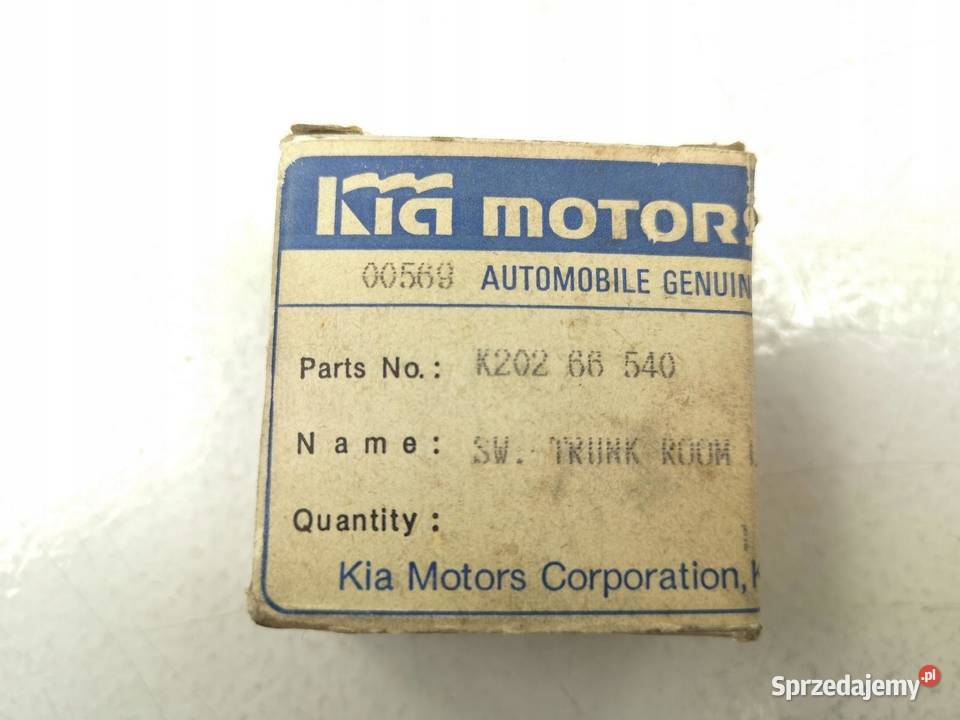 Kia MOTORS
00569 AUTOMOBILE GENUIN
Parts No.: K202 66 540
Name: SW. TRUNK ROOM
Quantity:
Kia Motors Corporation, K
Sprzedajemy.pl